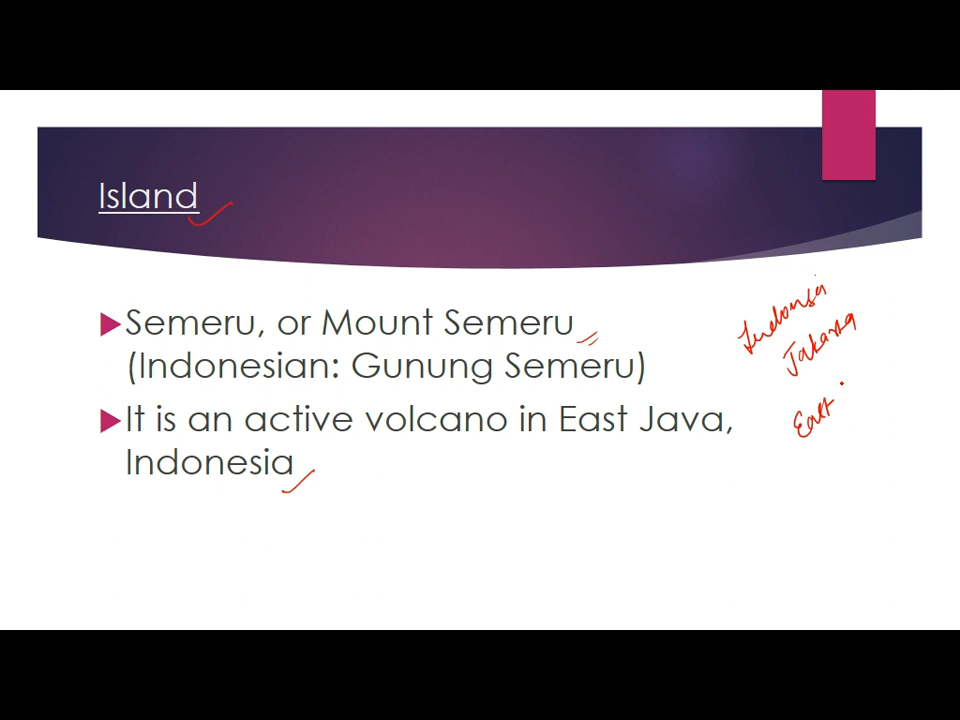 Island
Semeru, or Mount Semeru
(Indonesian: Gunung Semeru)
It is an active volcano in East Java,
Indonesia
Indonsia
Jakarta
East